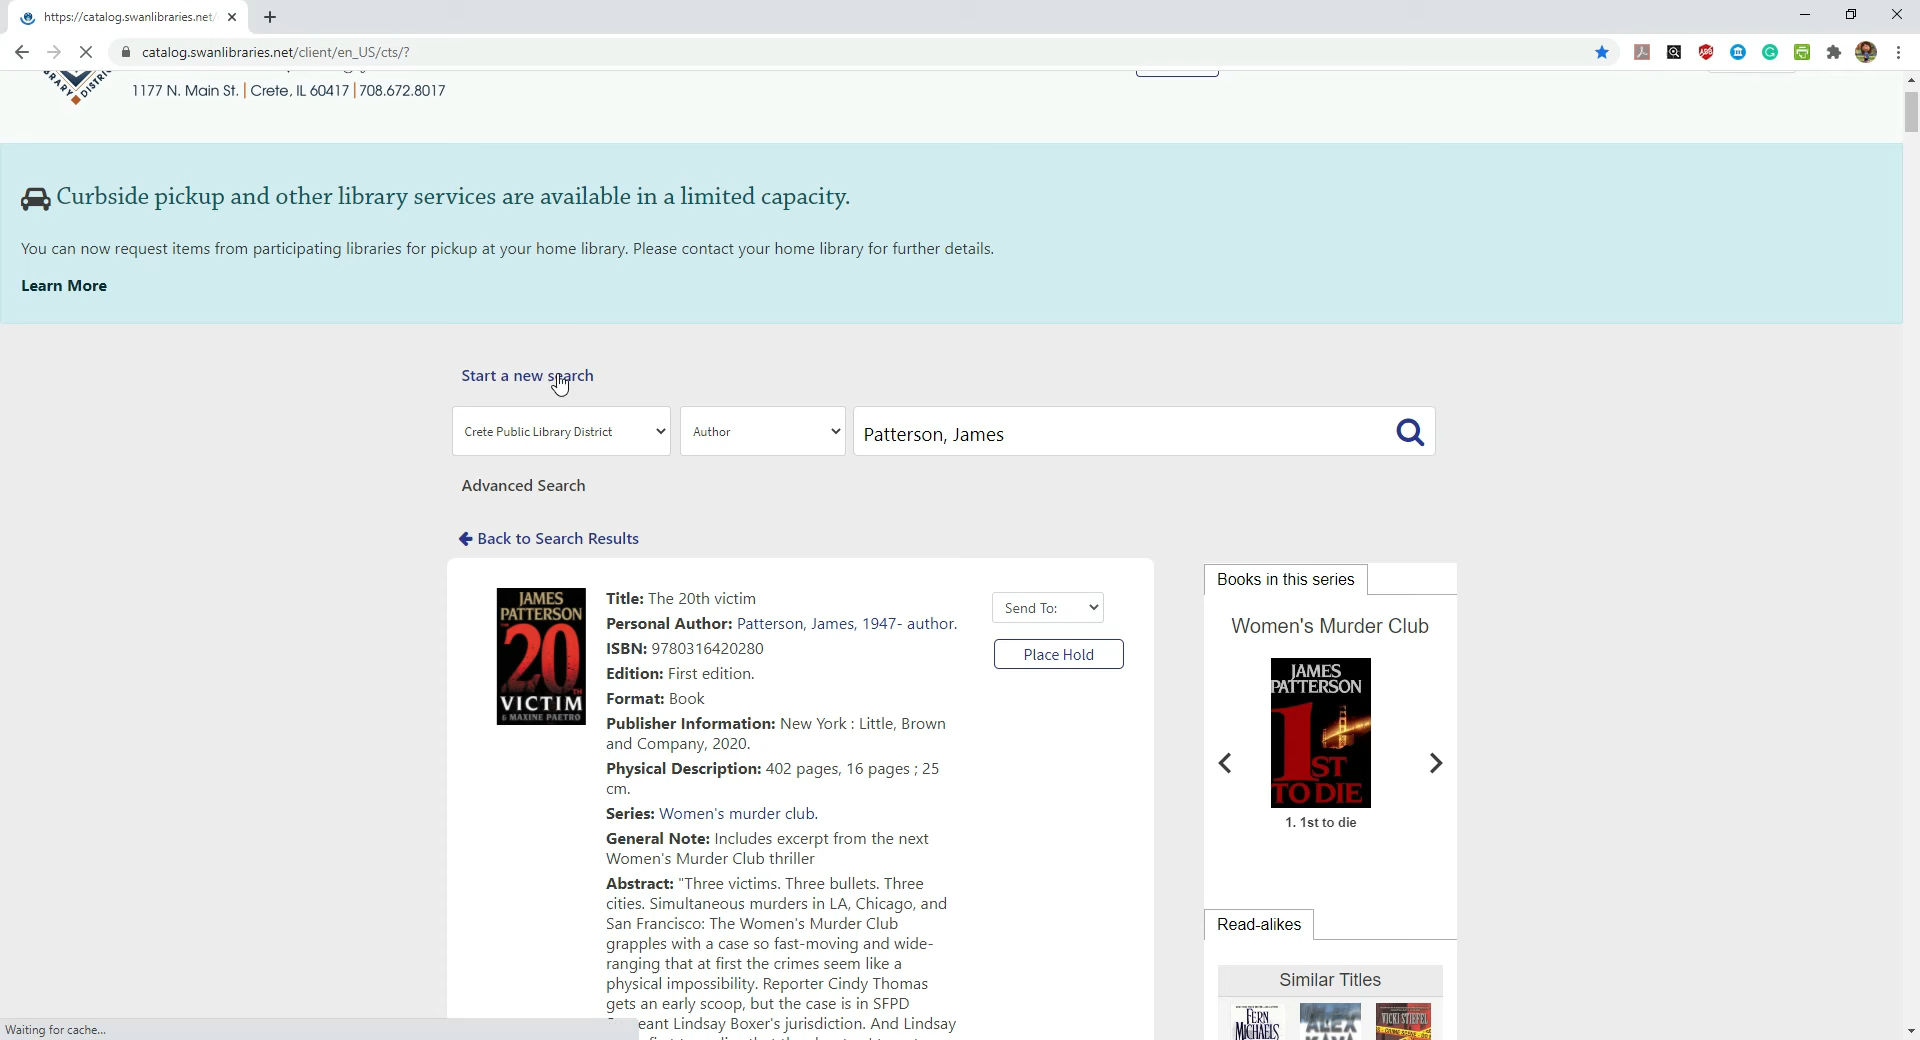 https://catalog.swanlibraries.net/
catalog.swanlibraries.net/client/en_US/cts/?
1177 N. Main St. | Crete, IL 60417 | 708.672.8017
Curbside pickup and other library services are available in a limited capacity.
You can now request items from participating libraries for pickup at your home library. Please contact your home library for further details.
Learn More
Start a new search
Crete Public Library District
Author
Patterson, James
Advanced Search
Back to Search Results
JAMES
PATTERSON
THE
20TH
VICTIM
& MAXINE PAETRO
Title: The 20th victim
Personal Author: Patterson, James, 1947- author.
ISBN: 9780316420280
Edition: First edition.
Format: Book
Publisher Information: New York : Little, Brown
and Company, 2020.
Physical Description: 402 pages, 16 pages ; 25
cm.
Series: Women's murder club.
General Note: Includes excerpt from the next
Women's Murder Club thriller
Abstract: "Three victims. Three bullets. Three
cities. Simultaneous murders in LA, Chicago, and
San Francisco: The Women's Murder Club
grapples with a case so fast-moving and wide-
ranging that at first the crimes seem like a
physical impossibility. Reporter Cindy Thomas
gets an early scoop, but the case is in SFPD
eant Lindsay Boxer's jurisdiction. And Lindsay
Send To:
Place Hold
Books in this series
Women's Murder Club
JAMES
PATTERSON
1ST
TO DIE
1. 1st to die
Read-alikes
Similar Titles
FERN
MICHAELS
ALEX
KAVA
VICKI STIEFEL
Waiting for cache...